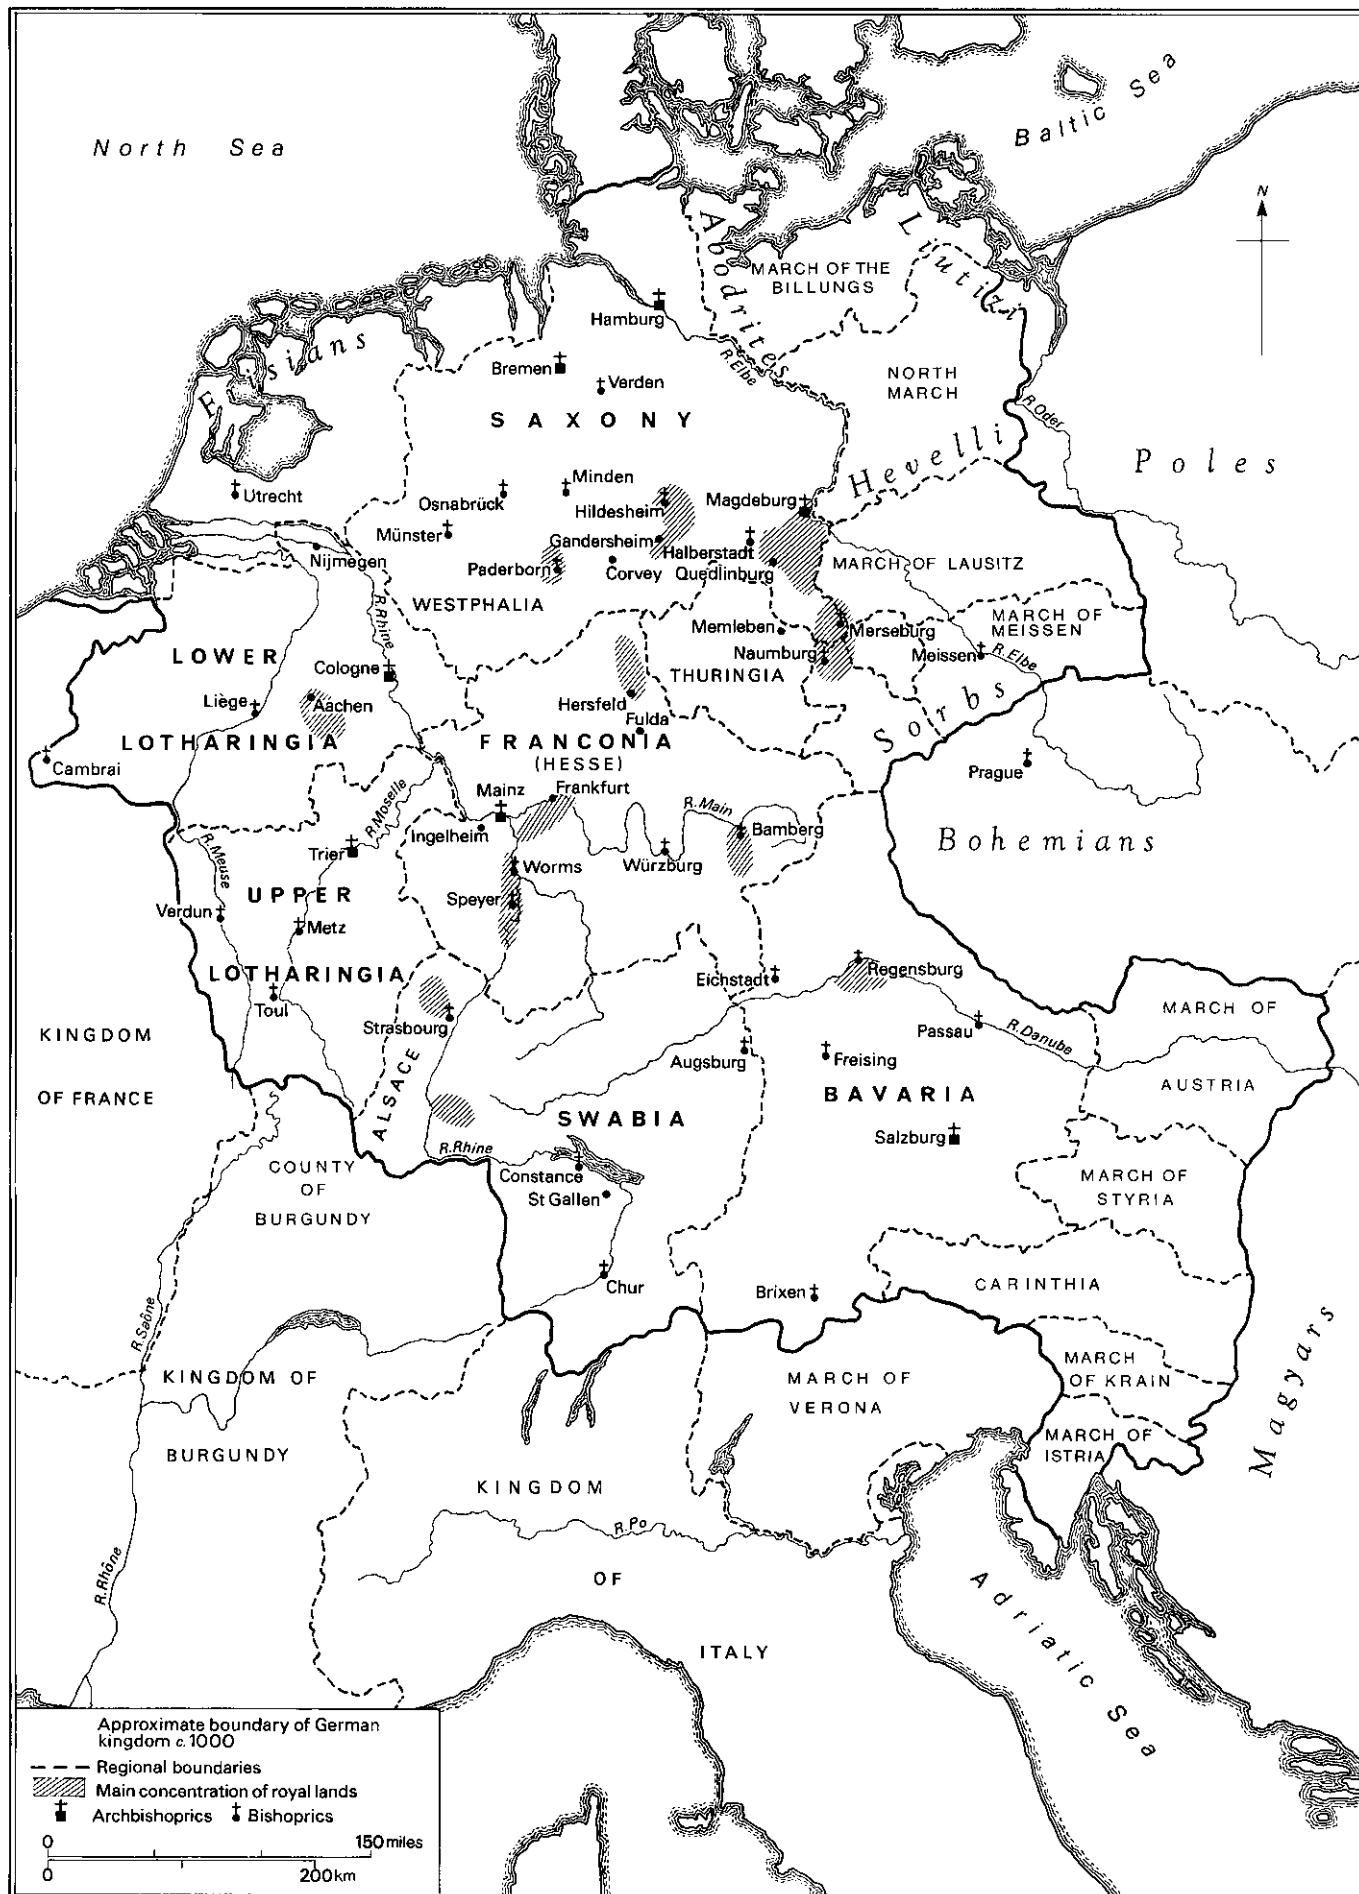 North Sea
Baltic Sea
N
Abodrites
Liutizi
MARCH OF THE
BILLUNGS
Hamburg
Frisians
Bremen
Verden
R.Elbe
NORTH
MARCH
SAXONY
R.Oder
Hevelli
Poles
Utrecht
Osnabrück
Minden
Hildesheim
Magdeburg
Münster
Gandersheim
Halberstadt
Nijmegen
Paderborn
Corvey
Quedlinburg
MARCH OF LAUSITZ
WESTPHALIA
R.Rhine
MARCH OF
MEISSEN
Memleben
Merseburg
LOWER
Cologne
Naumburg
Meissen
R.Elbe
THURINGIA
Liège
Aachen
Hersfeld
Sorbs
Fulda
LOTHARINGIA
FRANCONIA
(HESSE)
Cambrai
Prague
Mainz
Frankfurt
R.Moselle
R.Main
Ingelheim
Bamberg
Bohemians
R.Meuse
Trier
Worms
Würzburg
UPPER
Speyer
Verdun
Metz
LOTHARINGIA
Eichstadt
Regensburg
Toul
Strasbourg
MARCH OF
KINGDOM
Passau
R.Danube
Augsburg
Freising
AUSTRIA
OF FRANCE
ALSACE
BAVARIA
SWABIA
Salzburg
R.Rhine
COUNTY
OF
BURGUNDY
Constance
St Gallen
MARCH OF
STYRIA
Chur
Brixen
CARINTHIA
R.Saône
KINGDOM OF
MARCH OF
VERONA
MARCH
OF KRAIN
Magyars
BURGUNDY
MARCH OF
ISTRIA
KINGDOM
R.Po
R.Rhône
OF
Adriatic Sea
ITALY
Approximate boundary of German
kingdom c.1000
Regional boundaries
Main concentration of royal lands
Archbishoprics Bishoprics
0 150 miles
0 200km